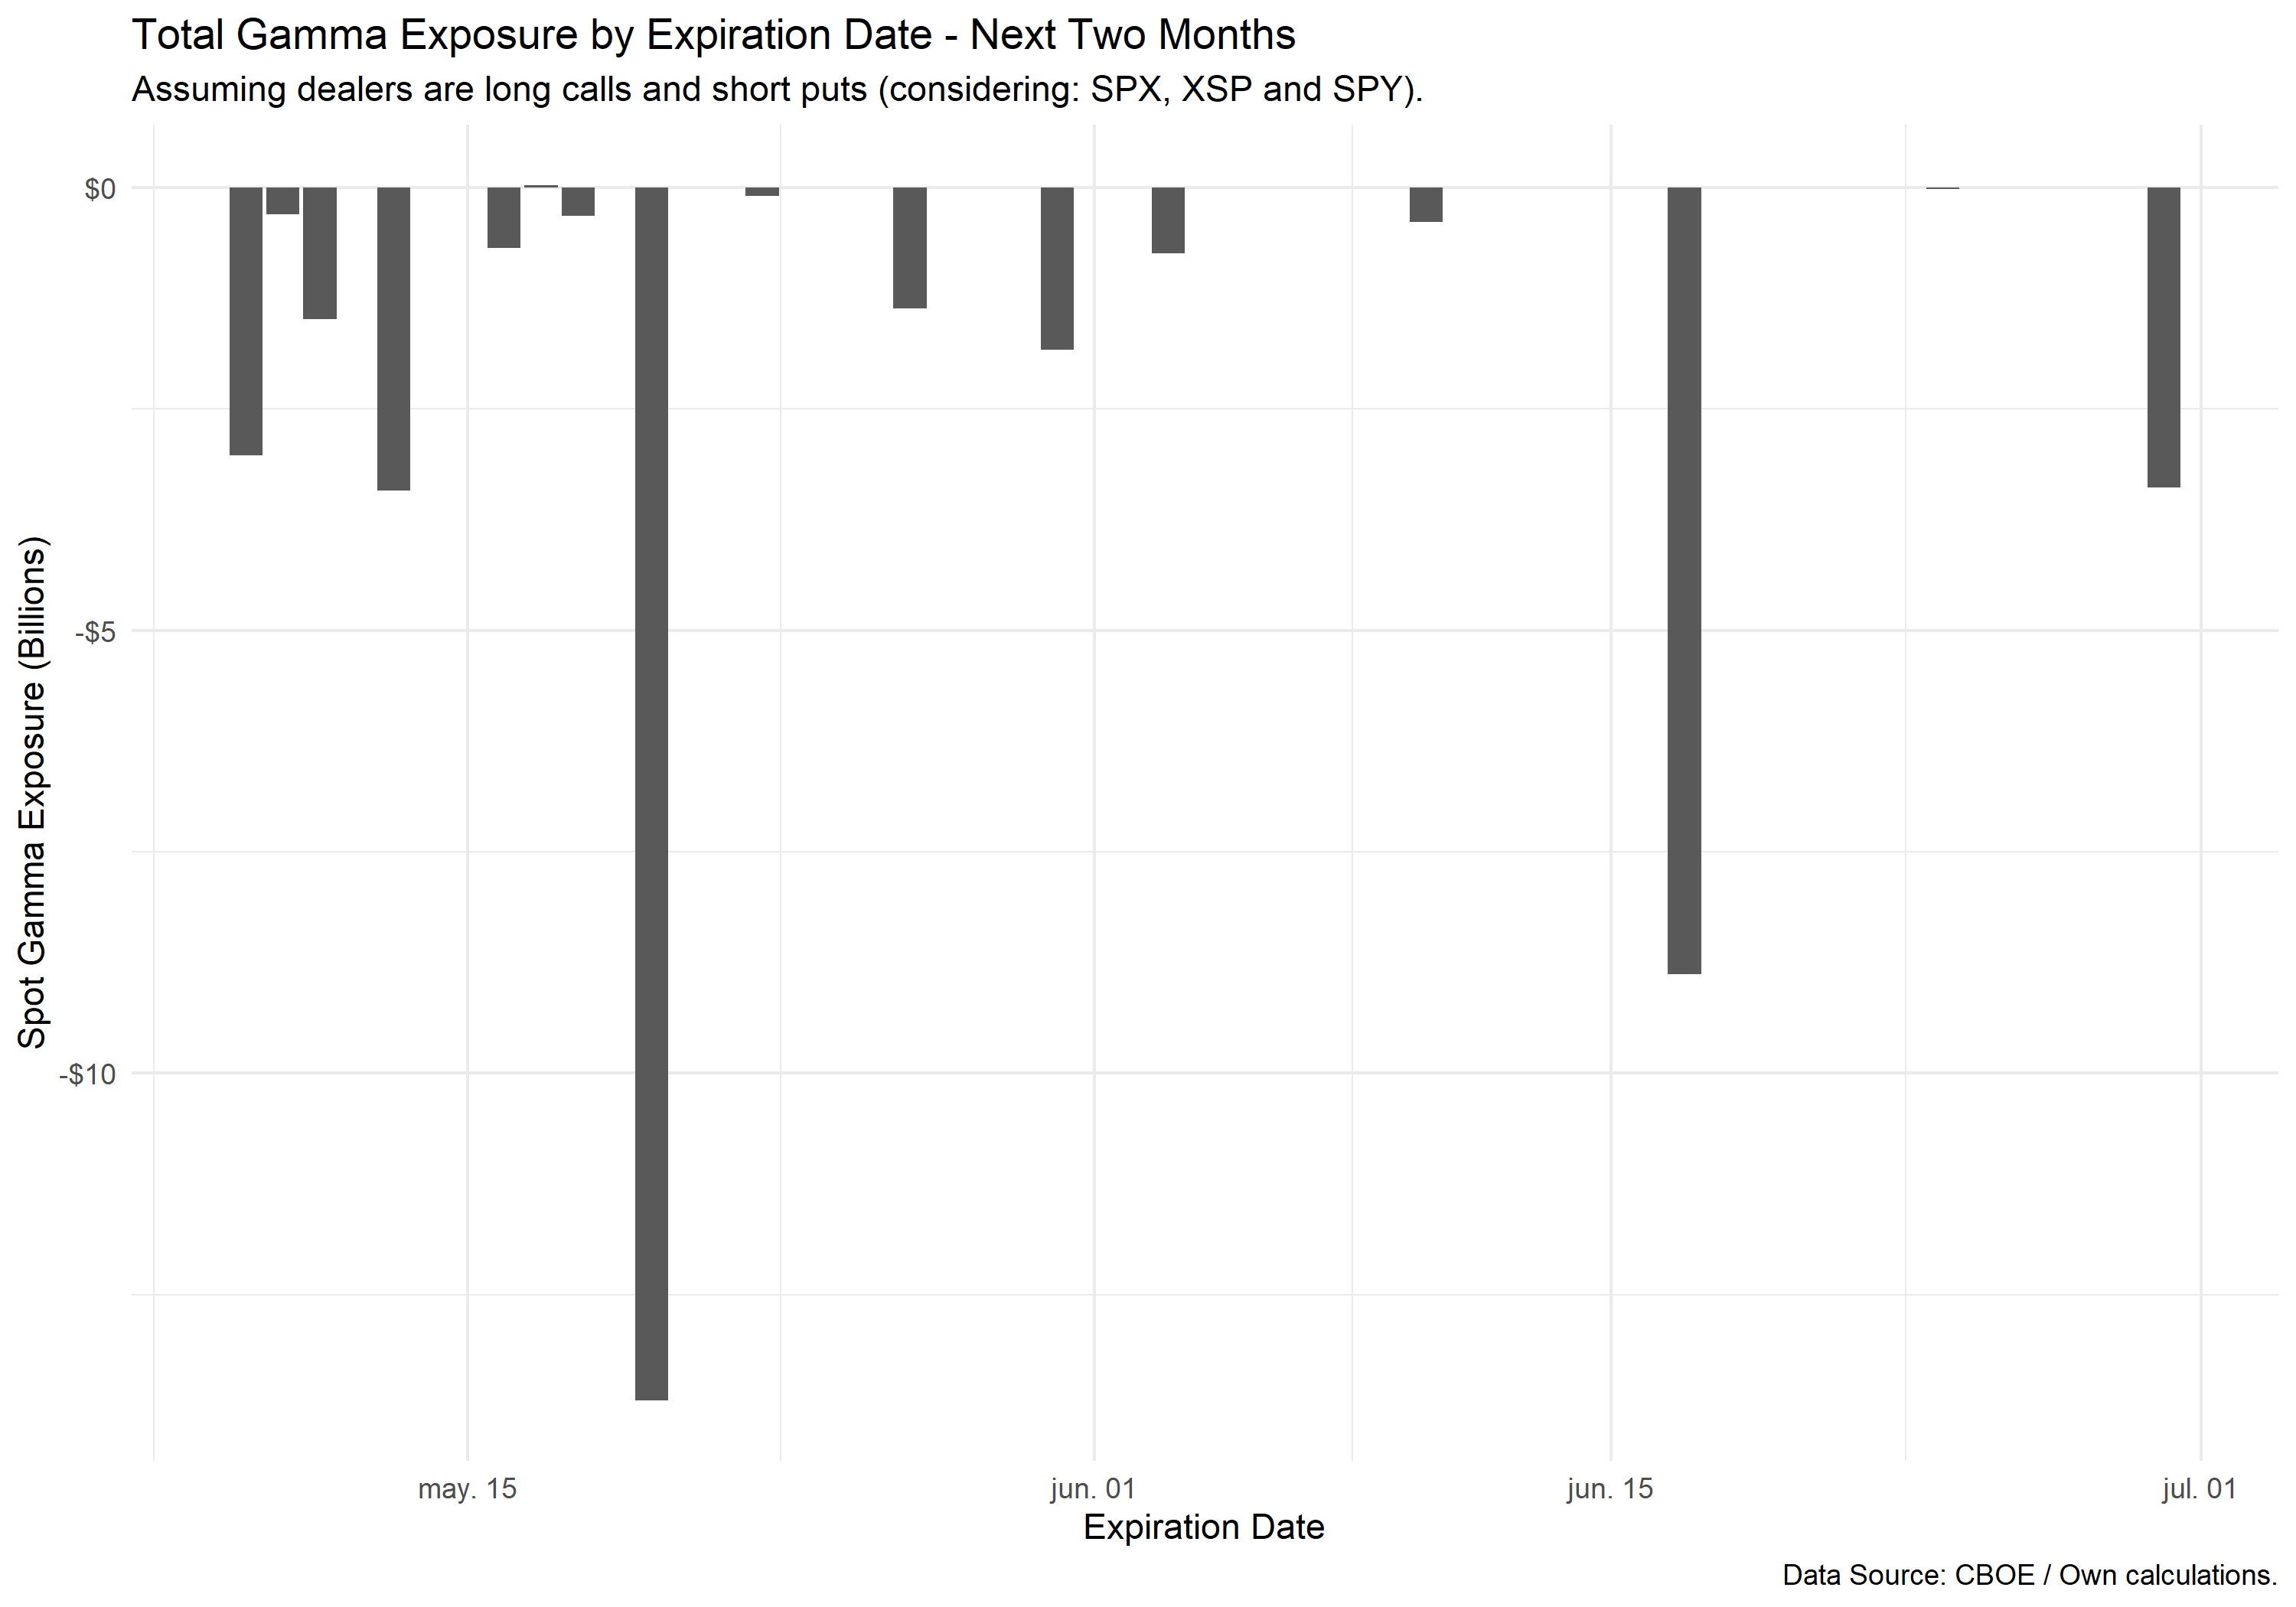 Total Gamma Exposure by Expiration Date - Next Two Months
Assuming dealers are long calls and short puts (considering: SPX, XSP and SPY).
$0
-$5
-$10
Spot Gamma Exposure (Billions)
may. 15
jun. 01
jun. 15
jul. 01
Expiration Date
Data Source: CBOE / Own calculations.